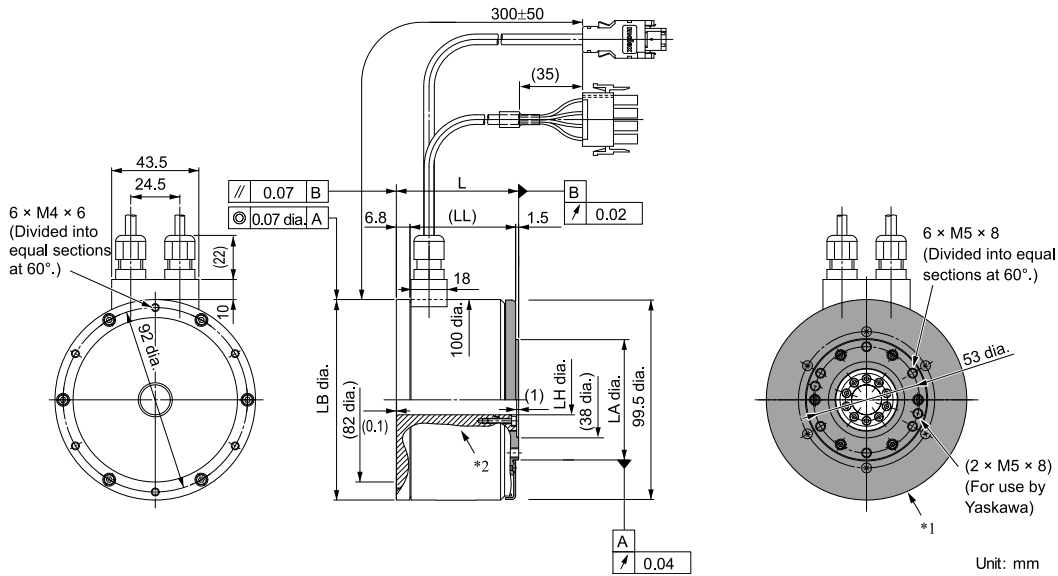 300±50
(35)
43.5
24.5
6 × M4 × 6
(Divided into
equal sections
at 60°.)
(22)
10
92 dia.
// 0.07 B
◎ 0.07 dia. A
L
6.8
(LL)
1.5
B
↗ 0.02
18
100 dia.
LB dia.
(82 dia.)
(0.1)
(1)
LH dia.
(38 dia.)
LA dia.
99.5 dia.
*2
A
↗ 0.04
6 × M5 × 8
(Divided into equal
sections at 60°.)
53 dia.
(2 × M5 × 8)
(For use by
Yaskawa)
*1
Unit: mm